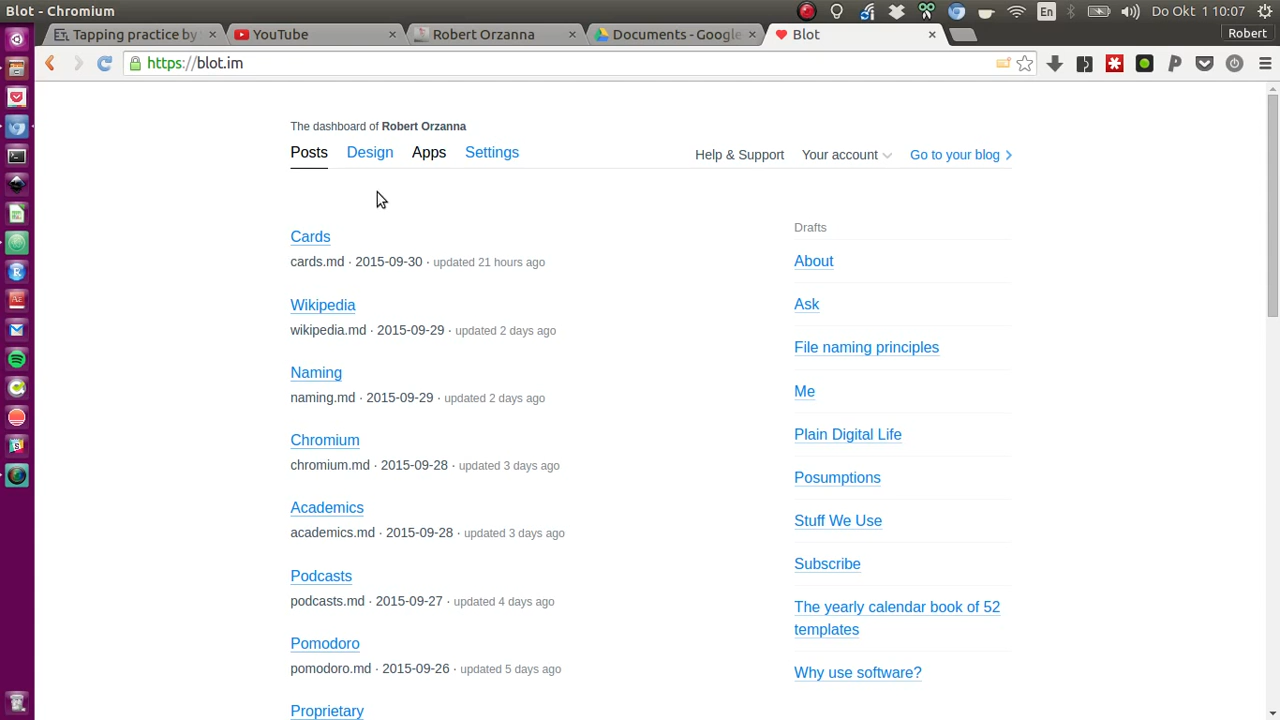 Blot - Chromium
En
Do Okt 1 10:07
Tapping practice by
YouTube
Robert Orzanna
Documents - Google
Blot
Robert
https://blot.im
The dashboard of Robert Orzanna
Posts Design Apps Settings
Help & Support Your account Go to your blog
Cards
cards.md · 2015-09-30 · updated 21 hours ago
Wikipedia
wikipedia.md · 2015-09-29 · updated 2 days ago
Naming
naming.md · 2015-09-29 · updated 2 days ago
Chromium
chromium.md · 2015-09-28 · updated 3 days ago
Academics
academics.md · 2015-09-28 · updated 3 days ago
Podcasts
podcasts.md · 2015-09-27 · updated 4 days ago
Pomodoro
pomodoro.md · 2015-09-26 · updated 5 days ago
Proprietary
Drafts
About
Ask
File naming principles
Me
Plain Digital Life
Posumptions
Stuff We Use
Subscribe
The yearly calendar book of 52
templates
Why use software?